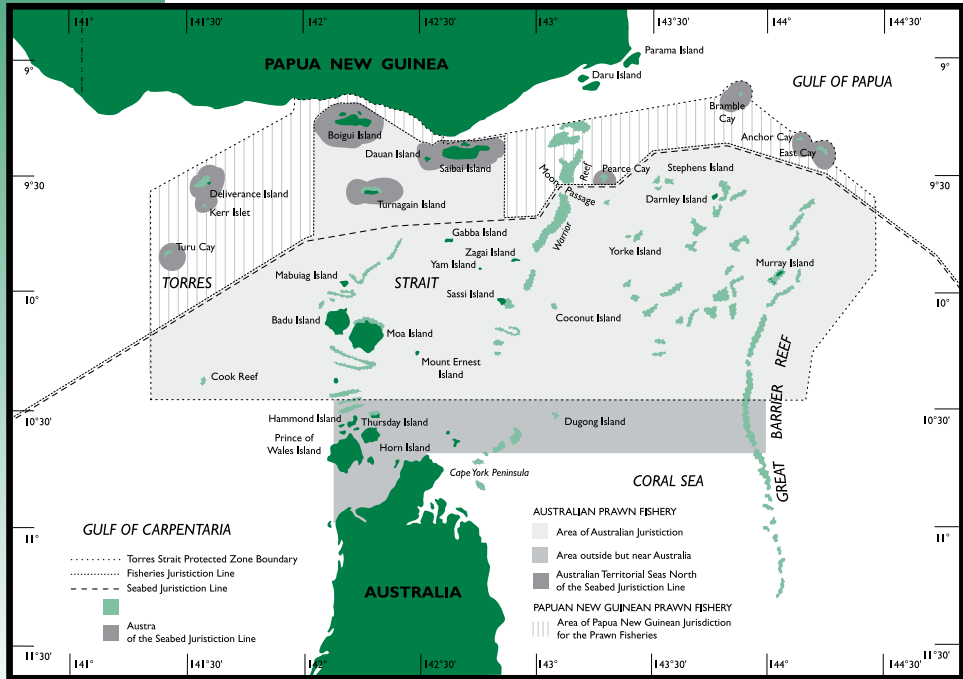 141°
141°30'
142°
142°30'
143°
143°30'
144°
144°30'
9°
9°
PAPUA NEW GUINEA
Parama Island
Daru Island
GULF OF PAPUA
Bramble
Cay
Anchor Cay
East Cay
Boigui Island
Dauan Island
Saibai Island
Moon Passage
Reef
Pearce Cay
Stephens Island
9°30'
9°30'
Deliverance Island
Kerr Islet
Turnagain Island
Darnley Island
Warrior
Gabba Island
Turu Cay
Zagai Island
Yam Island
Yorke Island
Murray Island
TORRES
STRAIT
Mabuiag Island
10°
10°
Sassi Island
Badu Island
Coconut Island
Moa Island
Mount Ernest
Island
Cook Reef
GREAT BARRIER REEF
10°30'
10°30'
Hammond Island
Thursday Island
Dugong Island
Prince of
Wales Island
Horn Island
Cape York Peninsula
CORAL SEA
GULF OF CARPENTARIA
11°
11°
Torres Strait Protected Zone Boundary
Fisheries Juristiction Line
Seabed Juristiction Line
Austra
of the Seabed Juristiction Line
AUSTRALIA
AUSTRALIAN PRAWN FISHERY
Area of Australian Juristiction
Area outside but near Australia
Australian Territorial Seas North
of the Seabed Juristiction Line
PAPUAN NEW GUINEAN PRAWN FISHERY
Area of Papua New Guinean Jurisdiction
for the Prawn Fisheries
11°30'
11°30'
141°
141°30'
142°
142°30'
143°
143°30'
144°
144°30'